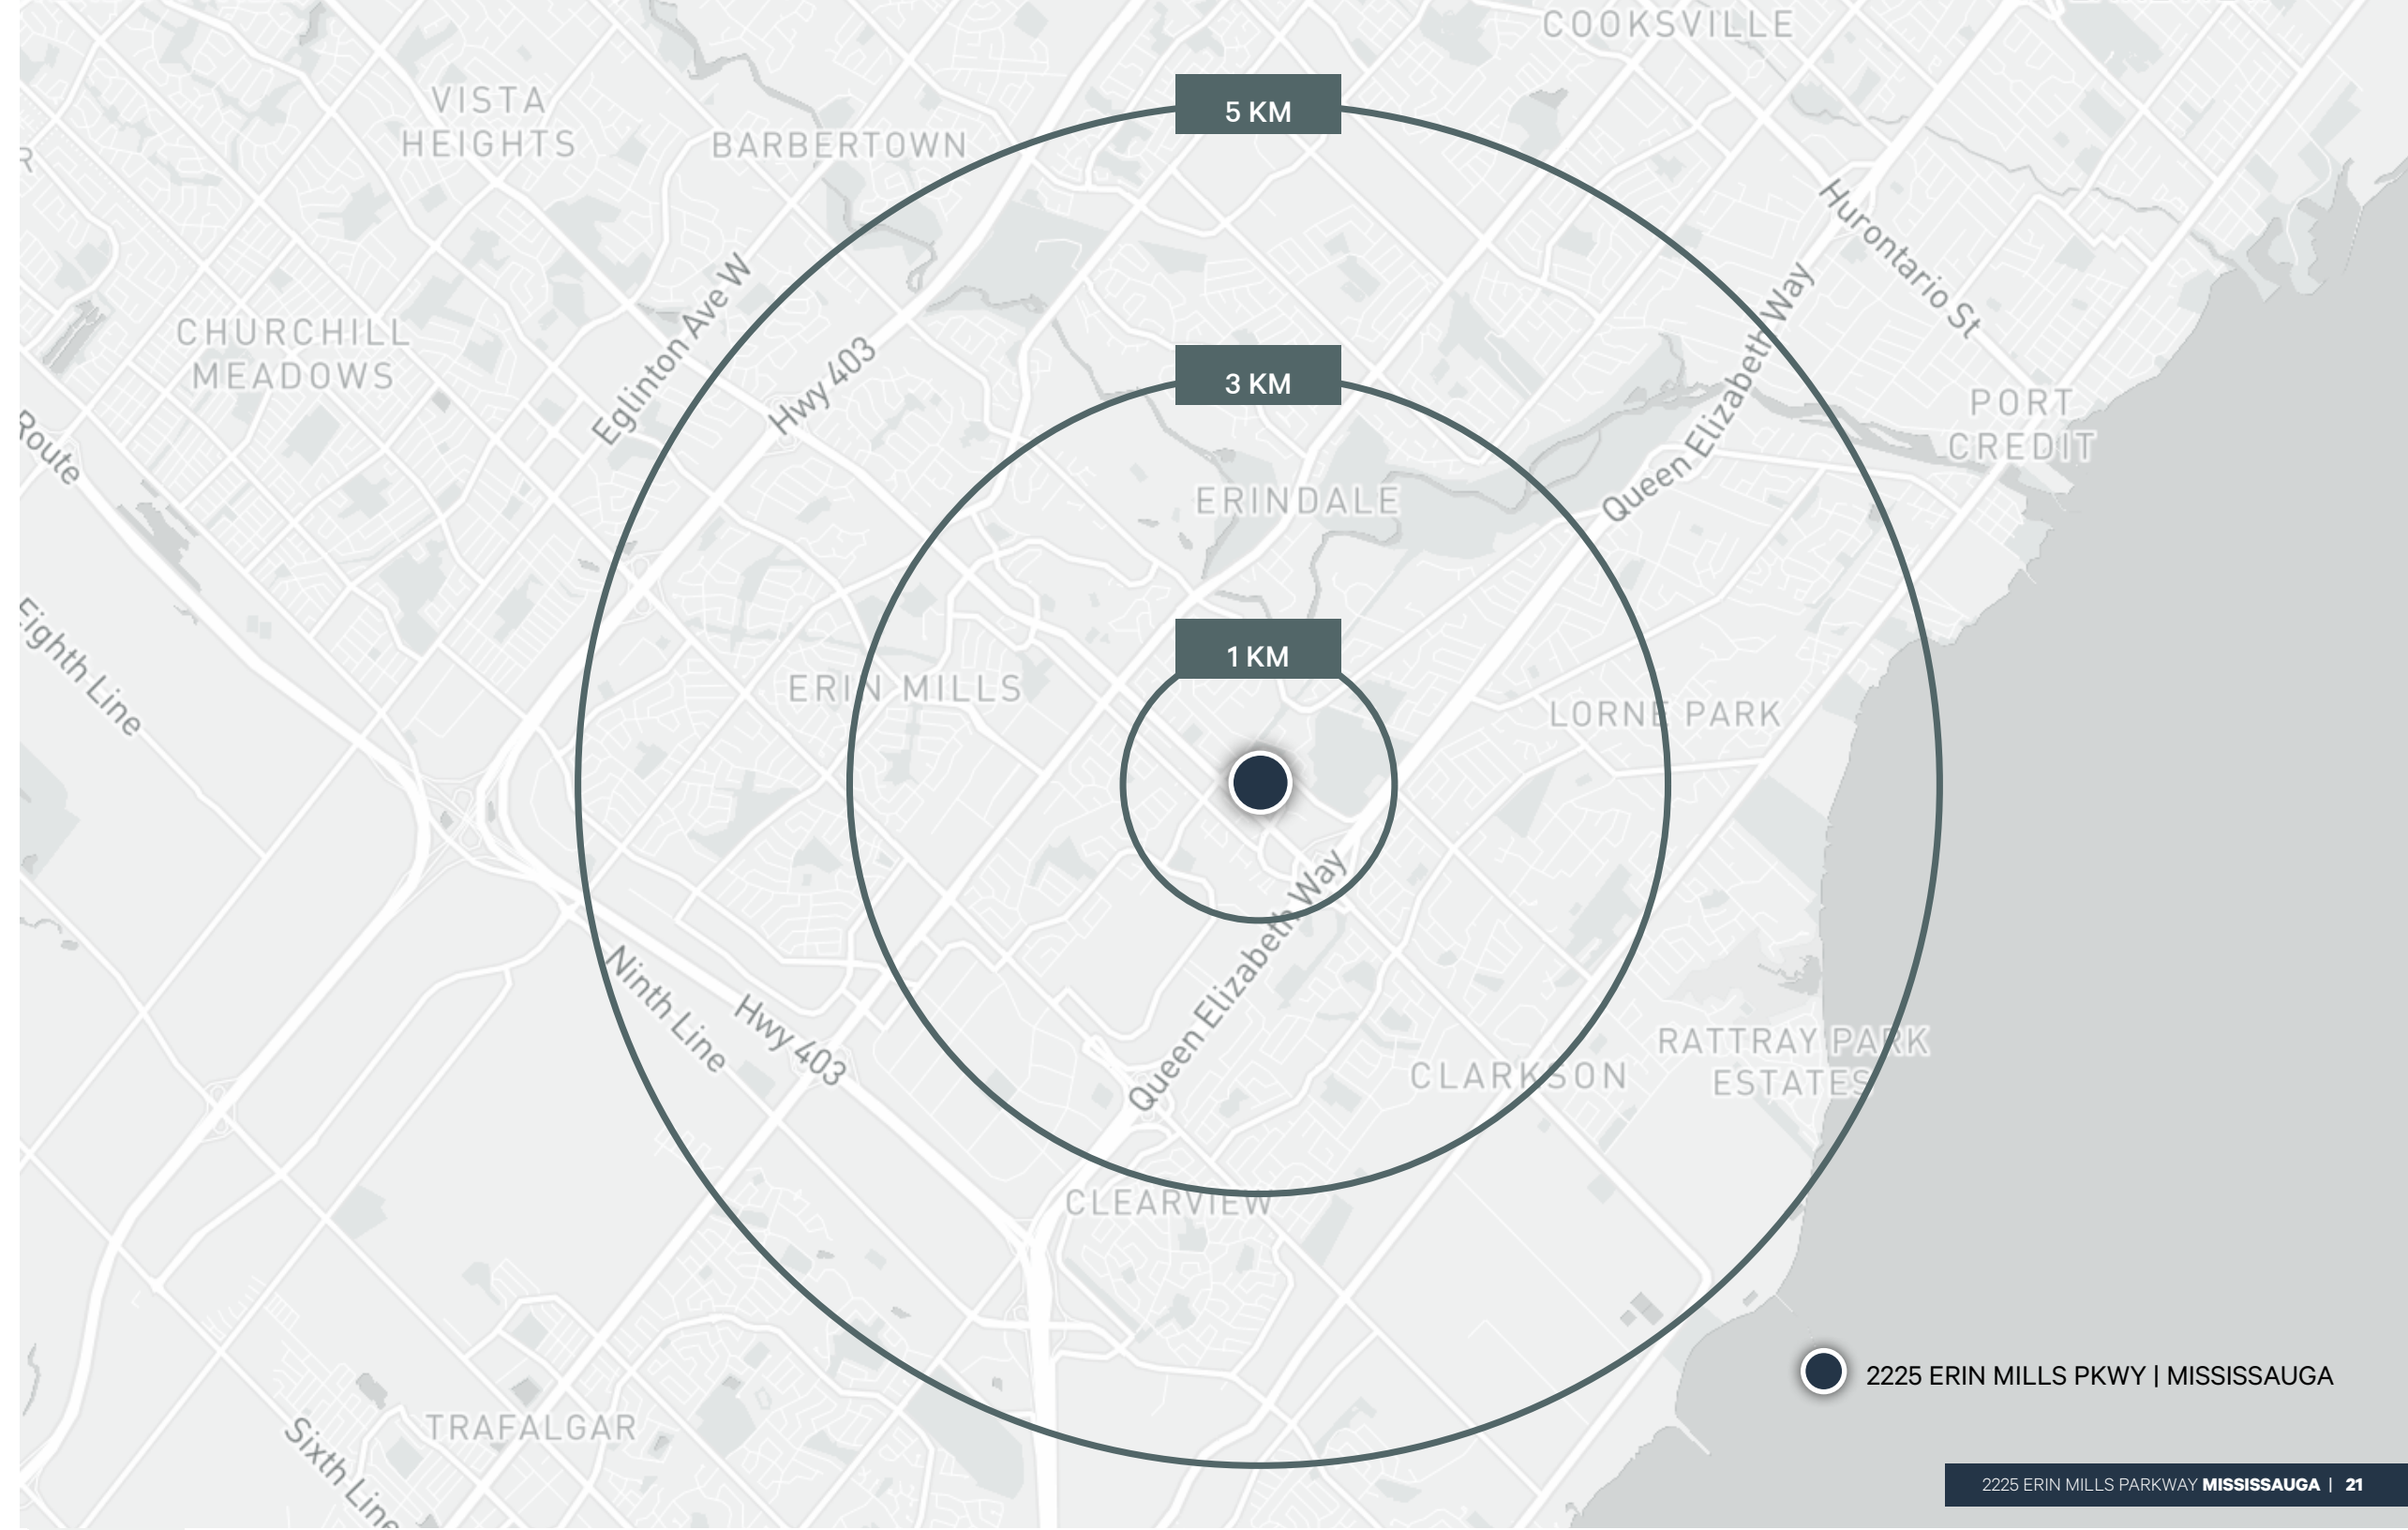 COOKSVILLE
5 KM
VISTA
HEIGHTS
BARBERTOWN
R
Hurontario St
Eglinton Ave W
Queen Elizabeth Way
CHURCHILL
MEADOWS
Hwy 403
3 KM
PORT
CREDIT
Route
ERINDALE
Eighth Line
1 KM
ERIN MILLS
LORNE PARK
Queen Elizabeth Way
Ninth Line
Hwy 403
RATTRAY PARK
ESTATES
CLARKSON
CLEARVIEW
2225 ERIN MILLS PKWY | MISSISSAUGA
TRAFALGAR
Sixth Line
2225 ERIN MILLS PARKWAY MISSISSAUGA | 21